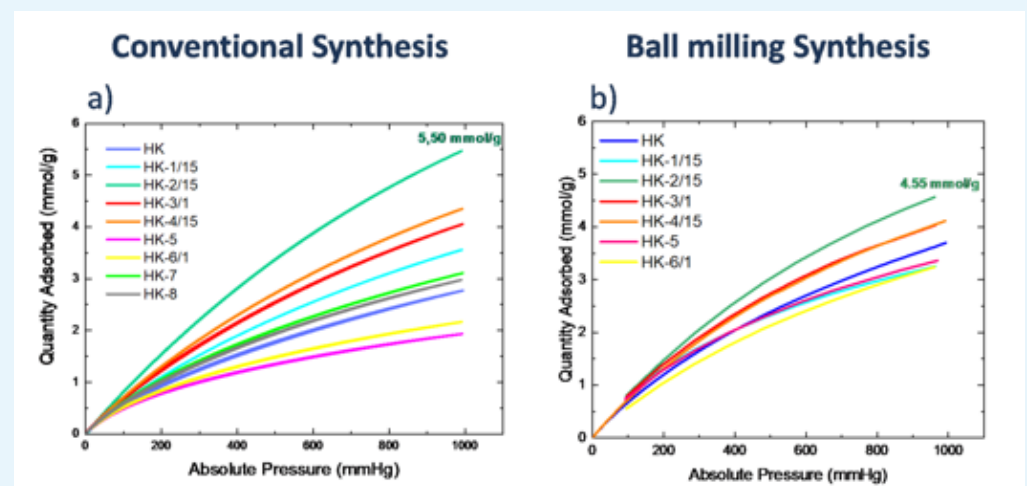 Conventional Synthesis
Ball milling Synthesis
a)
Quantity Adsorbed (mmol/g)
6
5
4
3
2
1
0
HK
HK-1/15
HK-2/15
HK-3/1
HK-4/15
HK-5
HK-6/1
HK-7
HK-8
5,50 mmol/g
0 200 400 600 800 1000
Absolute Pressure (mmHg)
b)
Quantity Adsorbed (mmol/g)
6
5
4
3
2
1
0
HK
HK-1/15
HK-2/15
HK-3/1
HK-4/15
HK-5
HK-6/1
4.55 mmol/g
0 200 400 600 800 1000
Absolute Pressure (mmHg)